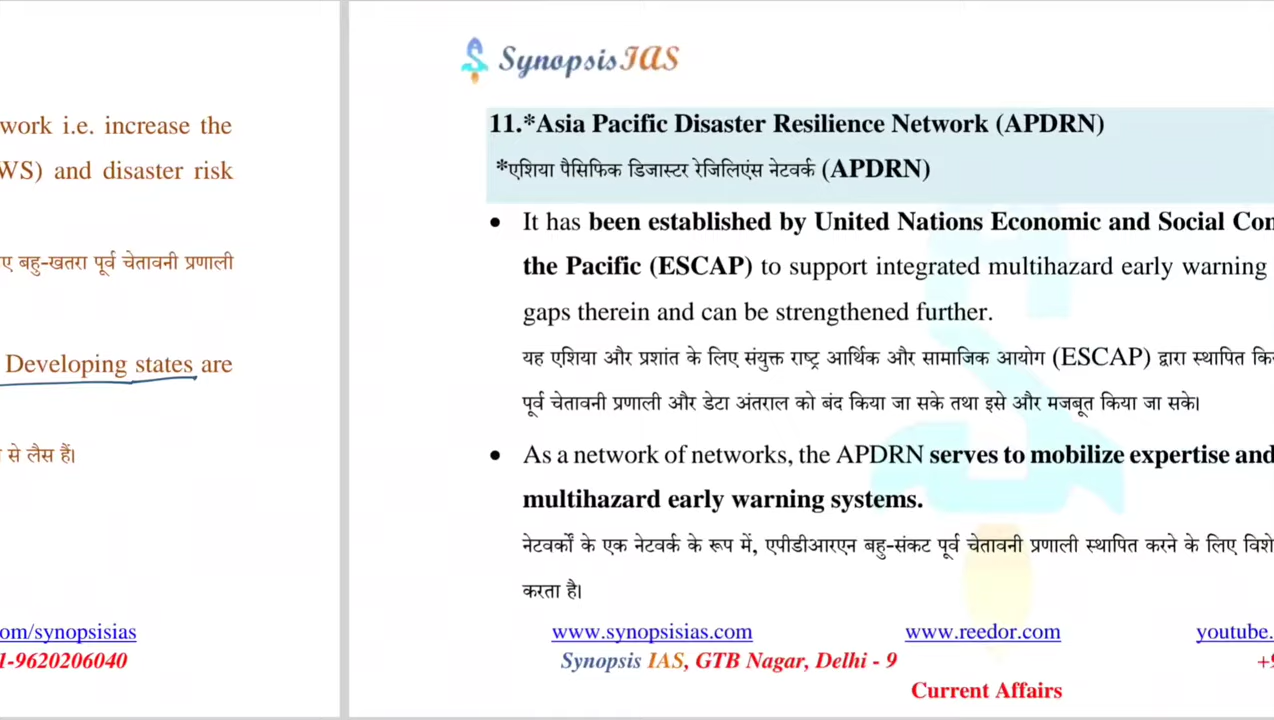 work i.e. increase the
WS) and disaster risk
ए बहु-खतरा पूर्व चेतावनी प्रणाली
Developing states are
से लैस हैं।
om/synopsisias
1-9620206040
Synopsis IAS
11.*Asia Pacific Disaster Resilience Network (APDRN)
*एशिया पैसिफिक डिजास्टर रेजिलिएंस नेटवर्क (APDRN)
• It has been established by United Nations Economic and Social Con
the Pacific (ESCAP) to support integrated multihazard early warning
gaps therein and can be strengthened further.
यह एशिया और प्रशांत के लिए संयुक्त राष्ट्र आर्थिक और सामाजिक आयोग (ESCAP) द्वारा स्थापित कि
पूर्व चेतावनी प्रणाली और डेटा अंतराल को बंद किया जा सके तथा इसे और मजबूत किया जा सके।
• As a network of networks, the APDRN serves to mobilize expertise and
multihazard early warning systems.
नेटवर्कों के एक नेटवर्क के रूप में, एपीडीआरएन बहु-संकट पूर्व चेतावनी प्रणाली स्थापित करने के लिए विशे
करता है।
www.synopsisias.com www.reedor.com youtube.
Synopsis IAS, GTB Nagar, Delhi - 9 +9
Current Affairs